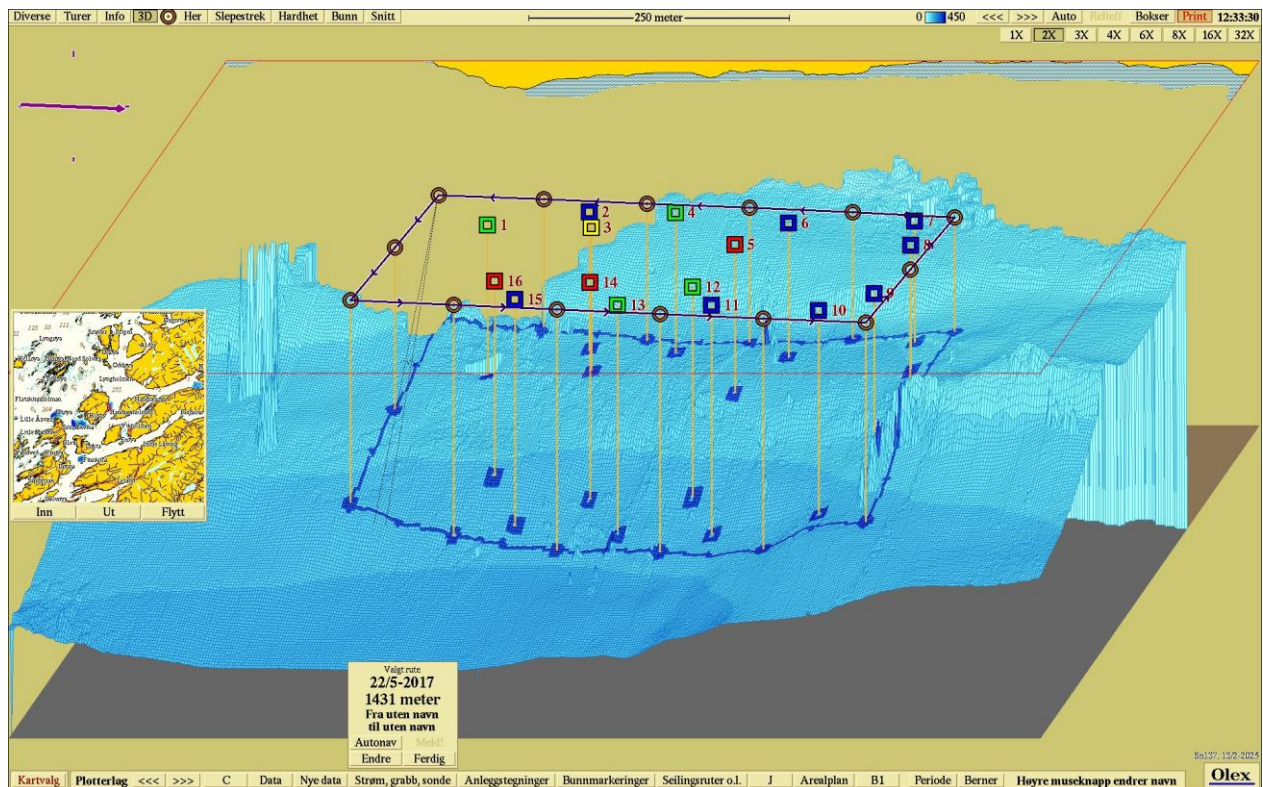 Diverse Turer Info 3D Her Slepestrek Hardhet Bunn Snitt 250 meter 0 450 <<< >>> Auto Relieff Bokser Print 12:33:30
1X 2X 3X 4X 6X 8X 16X 32X
1
2
3
4
5
6
7
8
9
10
11
12
13
14
15
16
Lyngøya
Lyngholmen
Inn Ut Flytt
Valgt rute
22/5-2017
1431 meter
Fra uten navn
til uten navn
Autonav Meld!
Endre Ferdig
Sn137, 13/2-2025
Kartvalg Plotterlag <<< >>> C Data Nye data Strøm, grabb, sonde Anleggstegninger Bunnmarkeringer Seilingsruter o.l. J Arealplan B1 Periode Berner Høyre museknapp endrer navn Olex